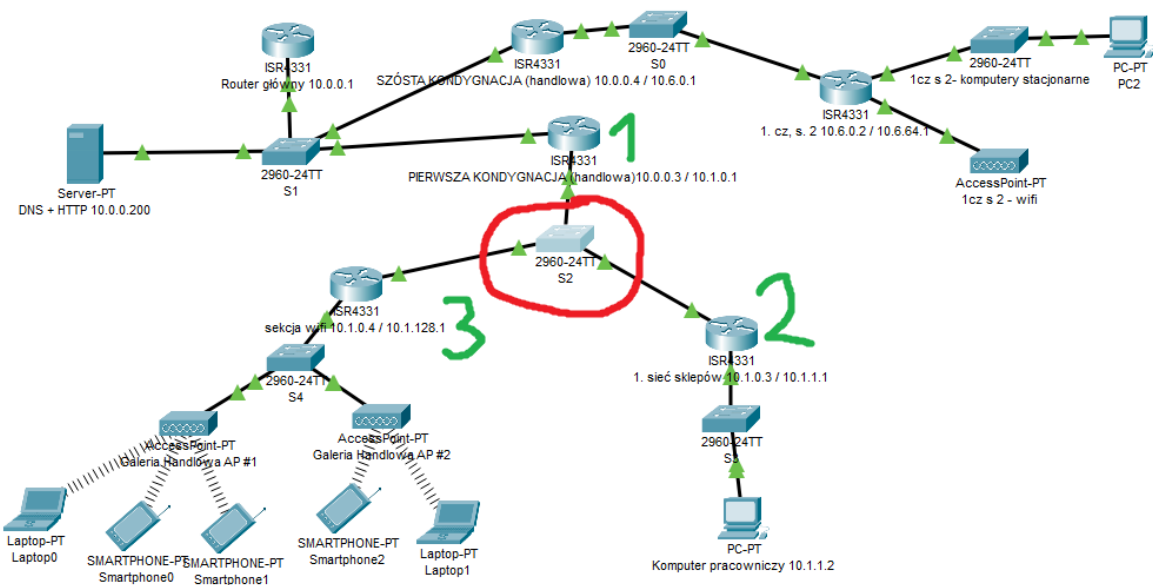 2960-24TT
S0
ISR4331
Router główny 10.0.0.1
ISR4331
SZÓSTA KONDYGNACJA (handlowa) 10.0.0.4 / 10.6.0.1
2960-24TT
1cz s 2- komputery stacjonarne
PC-PT
PC2
ISR4331
1. cz, s. 2 10.6.0.2 / 10.6.64.1
1
ISR4331
PIERWSZA KONDYGNACJA (handlowa)10.0.0.3 / 10.1.0.1
2960-24TT
S1
Server-PT
DNS + HTTP 10.0.0.200
AccessPoint-PT
1cz s 2 - wifi
2960-24TT
S2
ISR4331
sekcja wifi 10.1.0.4 / 10.1.128.1
3
2
ISR4331
1. sieć sklepów 10.1.0.3 / 10.1.1.1
2960-24TT
S4
AccessPoint-PT
Galeria Handlowa AP #1
AccessPoint-PT
Galeria Handlowa AP #2
2960-24TT
Laptop-PT
Laptop0
SMARTPHONE-PT
Smartphone0
SMARTPHONE-PT
Smartphone1
SMARTPHONE-PT
Smartphone2
Laptop-PT
Laptop1
PC-PT
Komputer pracowniczy 10.1.1.2